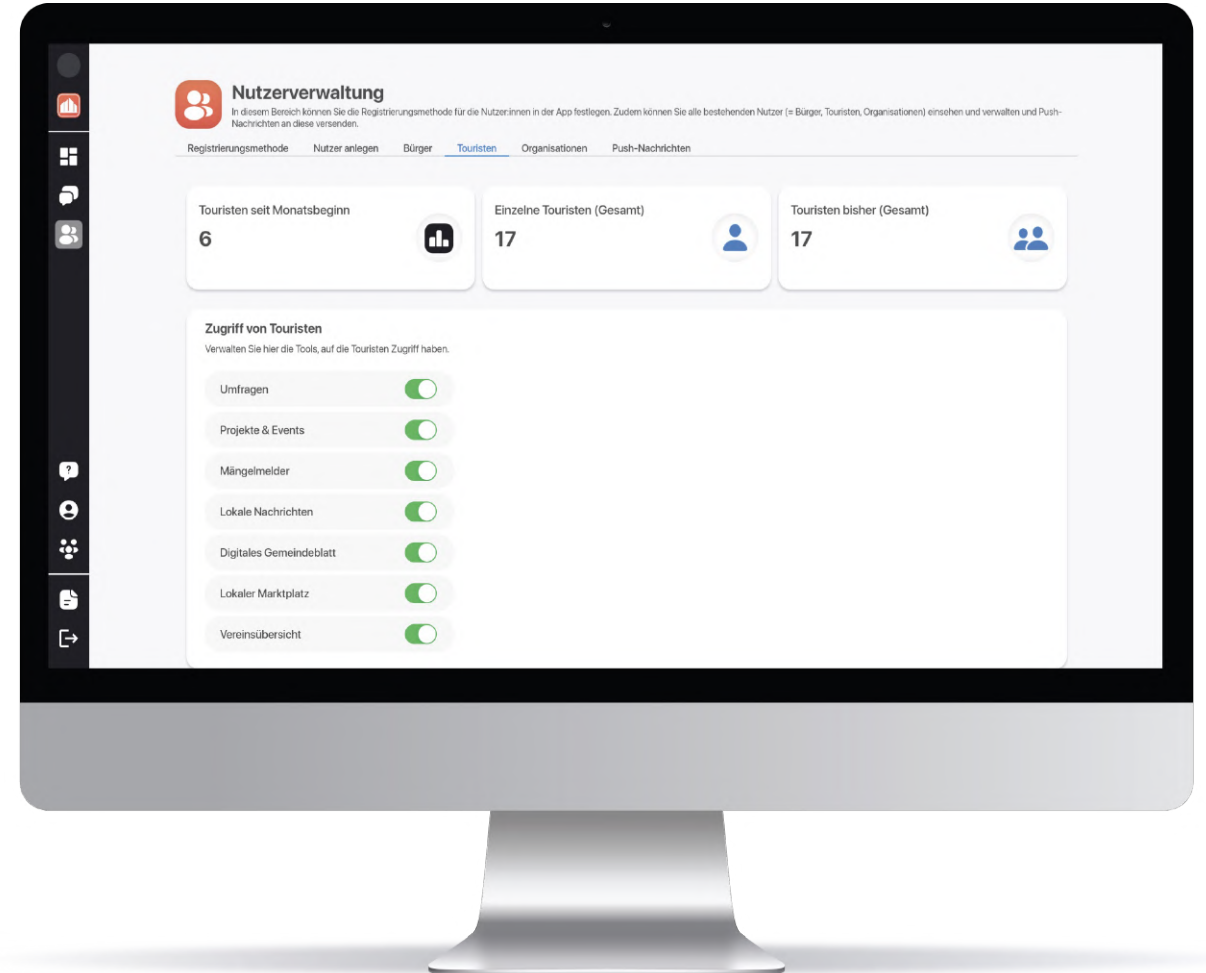 Nutzerverwaltung
In diesem Bereich können Sie die Registrierungsmethode für die Nutzer:innen in der App festlegen. Zudem können Sie alle bestehenden Nutzer (= Bürger, Touristen, Organisationen) einsehen und verwalten und Push-
Nachrichten an diese versenden.
Registrierungsmethode Nutzer anlegen Bürger Touristen Organisationen Push-Nachrichten
Touristen seit Monatsbeginn
6
Einzelne Touristen (Gesamt)
17
Touristen bisher (Gesamt)
17
Zugriff von Touristen
Verwalten Sie hier die Tools, auf die Touristen Zugriff haben.
Umfragen
Projekte & Events
Mängelmelder
Lokale Nachrichten
Digitales Gemeindeblatt
Lokaler Marktplatz
Vereinsübersicht